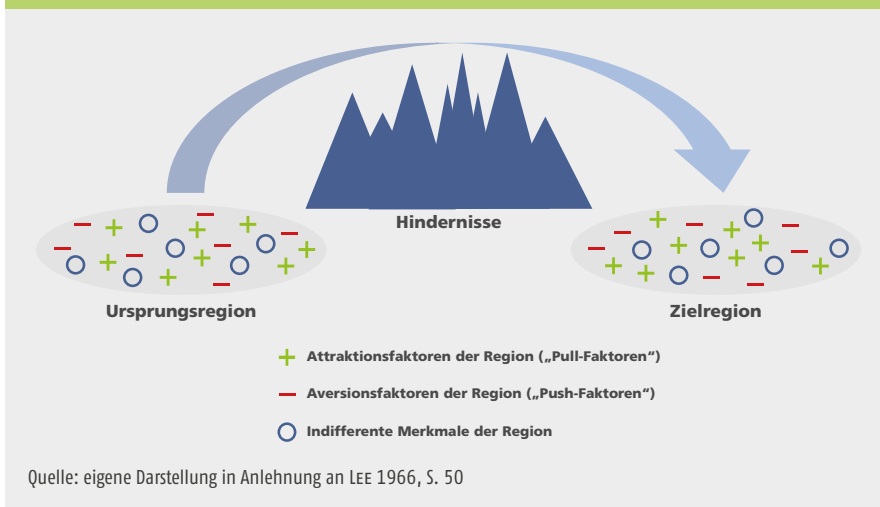 Hindernisse
Ursprungsregion
Zielregion
Attraktionsfaktoren der Region („Pull-Faktoren“)
Aversionsfaktoren der Region („Push-Faktoren“)
Indifferente Merkmale der Region
Quelle: eigene Darstellung in Anlehnung an LEE 1966, S. 50